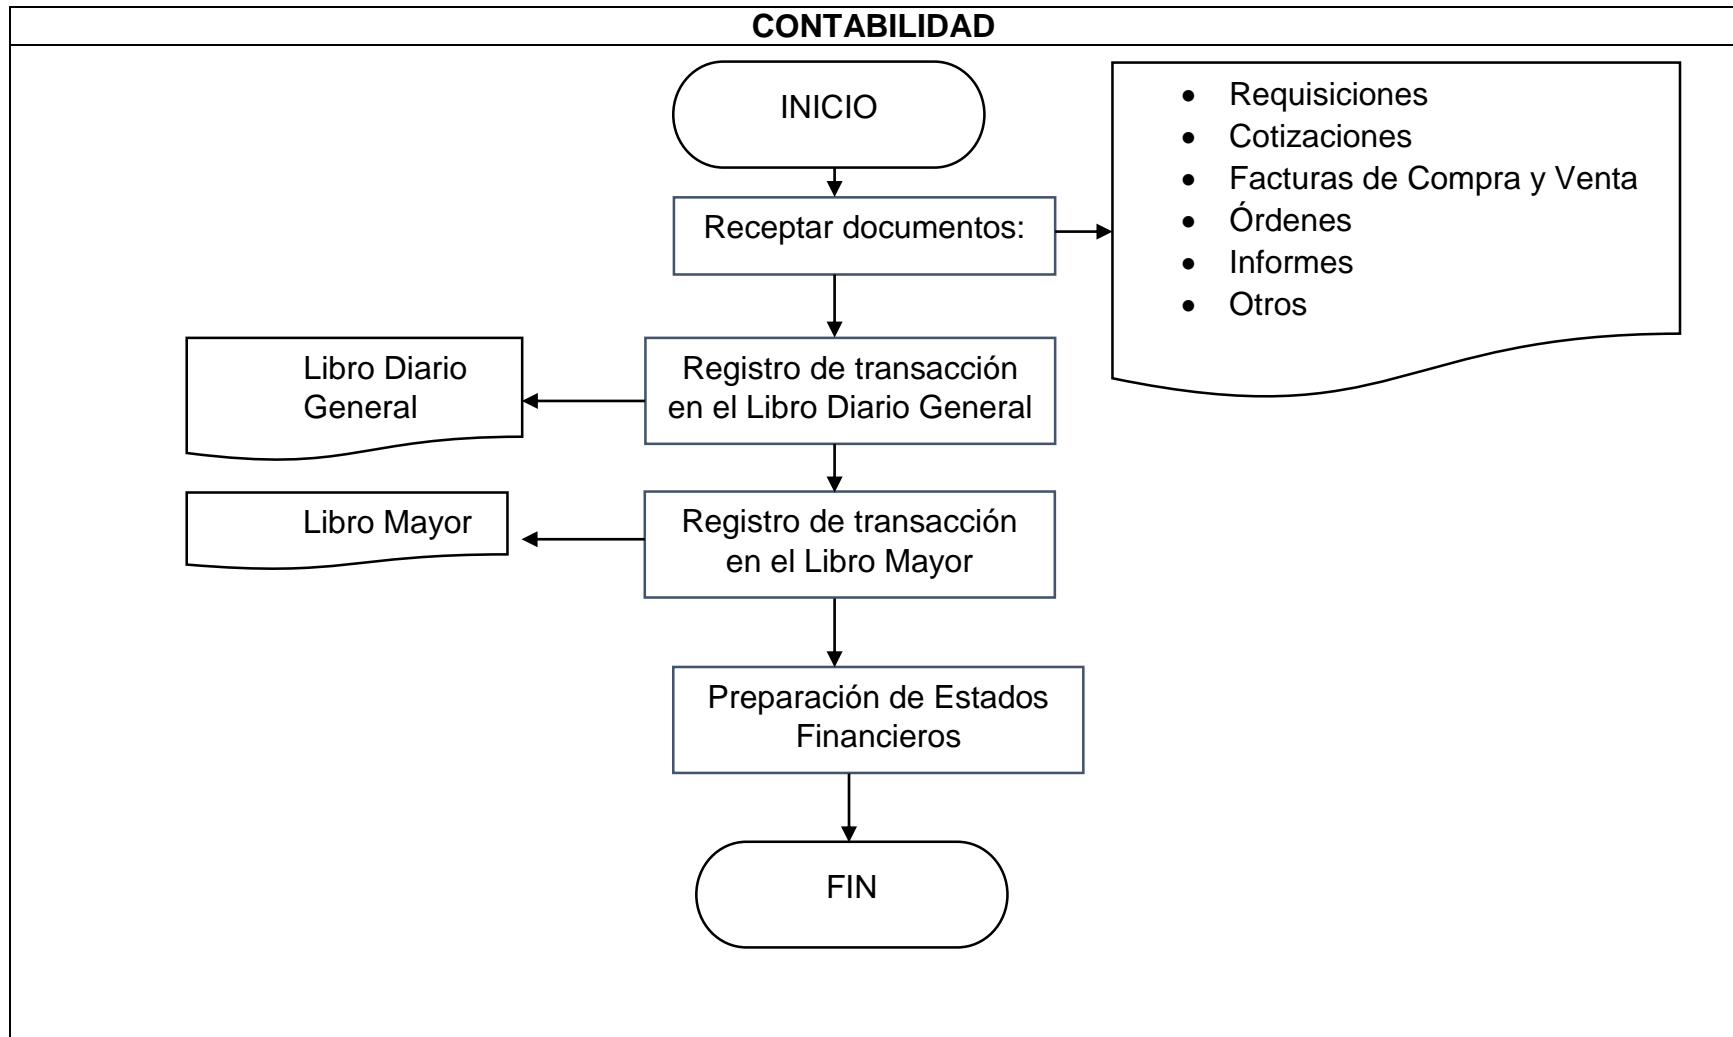 CONTABILIDAD
INICIO
Receptar documentos:
• Requisiciones
• Cotizaciones
• Facturas de Compra y Venta
• Órdenes
• Informes
• Otros
Registro de transacción
en el Libro Diario General
Libro Diario
General
Registro de transacción
en el Libro Mayor
Libro Mayor
Preparación de Estados
Financieros
FIN